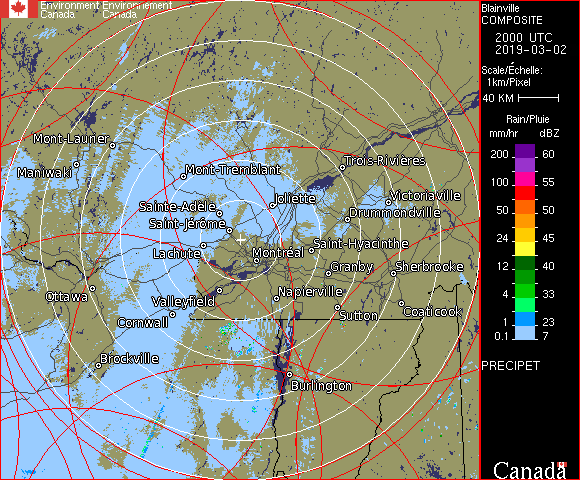 Environment Environnement
Canada Canada
Blainville
COMPOSITE
2000 UTC
2019-03-02
Scale/Échelle:
1km/Pixel
40 KM
Rain/Pluie
mm/hr dBZ
200 60
100 55
50 50
24 45
12 40
4 33
1 23
0.1 7
PRECIPET
Canada
Mont-Laurier
Maniwaki
Mont-Tremblant
Trois-Rivières
Victoriaville
Joliette
Sainte-Adèle
Drummondville
Saint-Jérôme
Saint-Hyacinthe
Lachute
Montréal
Granby
Sherbrooke
Ottawa
Valleyfield
Napierville
Cornwall
Sutton
Coaticook
Brockville
Burlington